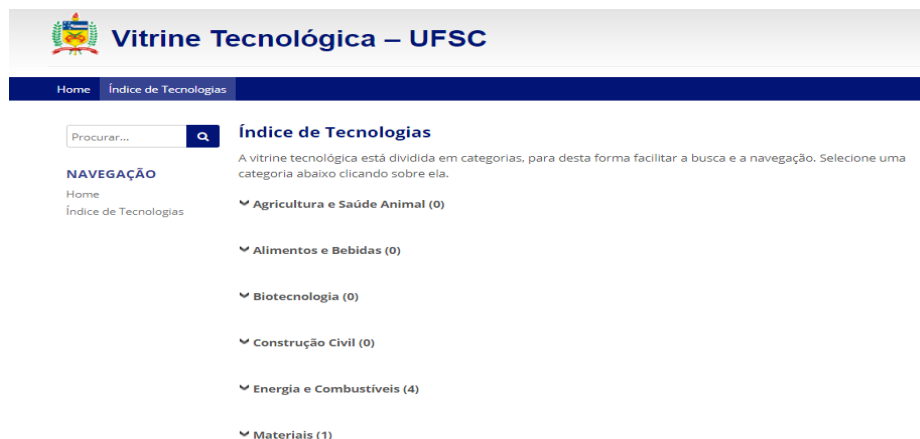 Vitrine Tecnológica – UFSC
Home Índice de Tecnologias
Procurar...
NAVEGAÇÃO
Home
Índice de Tecnologias
Índice de Tecnologias
A vitrine tecnológica está dividida em categorias, para desta forma facilitar a busca e a navegação. Selecione uma
categoria abaixo clicando sobre ela.
Agricultura e Saúde Animal (0)
Alimentos e Bebidas (0)
Biotecnologia (0)
Construção Civil (0)
Energia e Combustíveis (4)
Materiais (1)